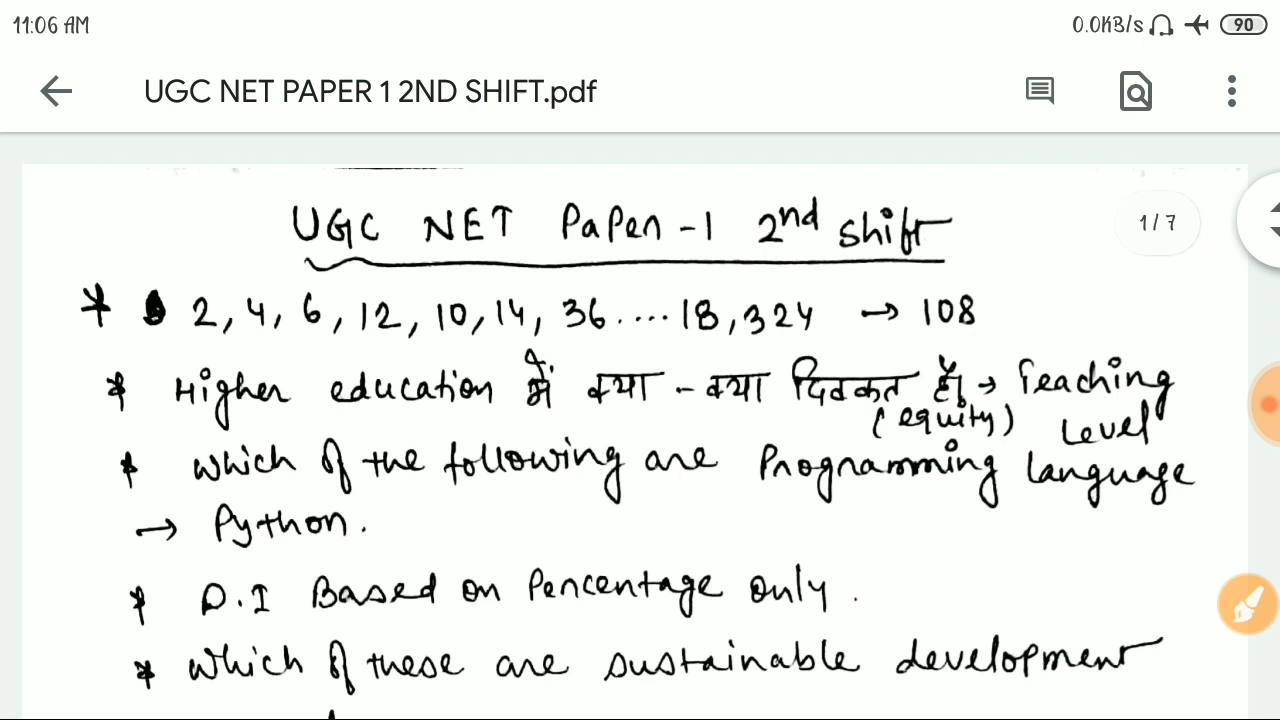 11:06 AM 0.0KB/s 90
UGC NET PAPER 1 2ND SHIFT.pdf
1 / 7
UGC NET PaPer -1 2nd shift
* 2, 4, 6, 12, 10, 14, 36....18, 324 → 108
* Higher education में क्या - क्या दिक्कत है। → Teaching
(equity) Level
* which of the following are Programming language
→ Python.
* D.I Based on Percentage only.
* which of these are sustainable development